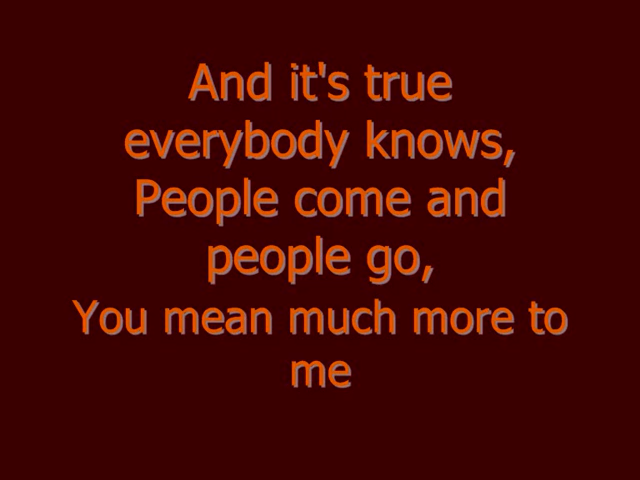 And it's true
everybody knows,
People come and
people go,
You mean much more to
me